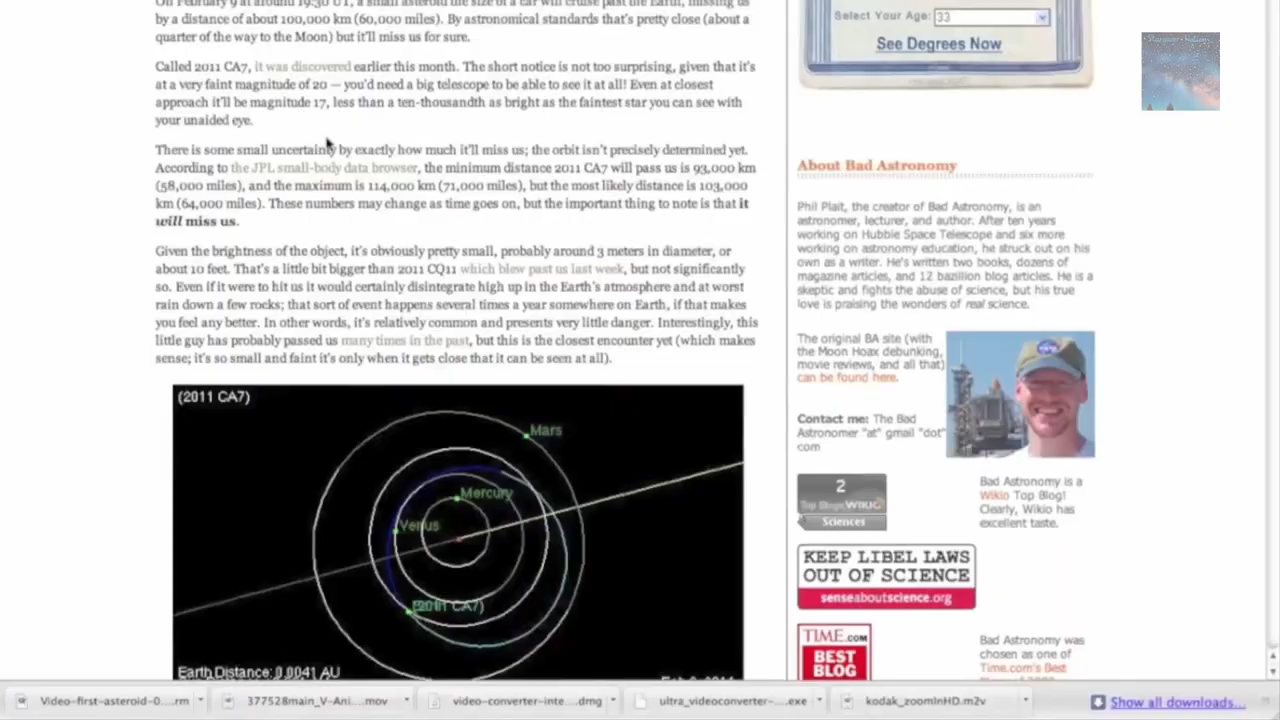 On February 9 at around 19:30 UT, a small asteroid the size of a car will cruise past the Earth, missing us
by a distance of about 100,000 km (60,000 miles). By astronomical standards that's pretty close (about a
quarter of the way to the Moon) but it'll miss us for sure.
Called 2011 CA7, it was discovered earlier this month. The short notice is not too surprising, given that it's
at a very faint magnitude of 20 — you'd need a big telescope to be able to see it at all! Even at closest
approach it'll be magnitude 17, less than a ten-thousandth as bright as the faintest star you can see with
your unaided eye.
There is some small uncertainty by exactly how much it'll miss us; the orbit isn't precisely determined yet.
According to the JPL small-body data browser, the minimum distance 2011 CA7 will pass us is 93,000 km
(58,000 miles), and the maximum is 114,000 km (71,000 miles), but the most likely distance is 103,000
km (64,000 miles). These numbers may change as time goes on, but the important thing to note is that it
will miss us.
Given the brightness of the object, it's obviously pretty small, probably around 3 meters in diameter, or
about 10 feet. That's a little bit bigger than 2011 CQ11 which blew past us last week, but not significantly
so. Even if it were to hit us it would certainly disintegrate high up in the Earth's atmosphere and at worst
rain down a few rocks; that sort of event happens several times a year somewhere on Earth, if that makes
you feel any better. In other words, it's relatively common and presents very little danger. Interestingly, this
little guy has probably passed us many times in the past, but this is the closest encounter yet (which makes
sense; it's so small and faint it's only when it gets close that it can be seen at all).
(2011 CA7)
Mars
Mercury
Venus
CA7)
Earth Distance: 0.0041 AU
Select Your Age: 33
See Degrees Now
About Bad Astronomy
Phil Plait, the creator of Bad Astronomy, is an
astronomer, lecturer, and author. After ten years
working on Hubble Space Telescope and six more
working on astronomy education, he struck out on his
own as a writer. He's written two books, dozens of
magazine articles, and 12 bazillion blog articles. He is a
skeptic and fights the abuse of science, but his true
love is praising the wonders of real science.
The original BA site (with
the Moon Hoax debunking,
movie reviews, and all that)
can be found here.
Contact me: The Bad
Astronomer "at" gmail "dot"
com
2
Top Blogs WIKIO
Sciences
Bad Astronomy is a
Wikio Top Blog!
Clearly, Wikio has
excellent taste.
KEEP LIBEL LAWS
OUT OF SCIENCE
senseaboutscience.org
TIME.COM
BEST
BLOG
Bad Astronomy was
chosen as one of
Time.com's Best
Video-first-asteroid-0....rm
377528main_V-Ani....mov
video-converter-inte....dmg
ultra_videoconverter-....exe
kodak_zoomInHD.m2v
Show all downloads...